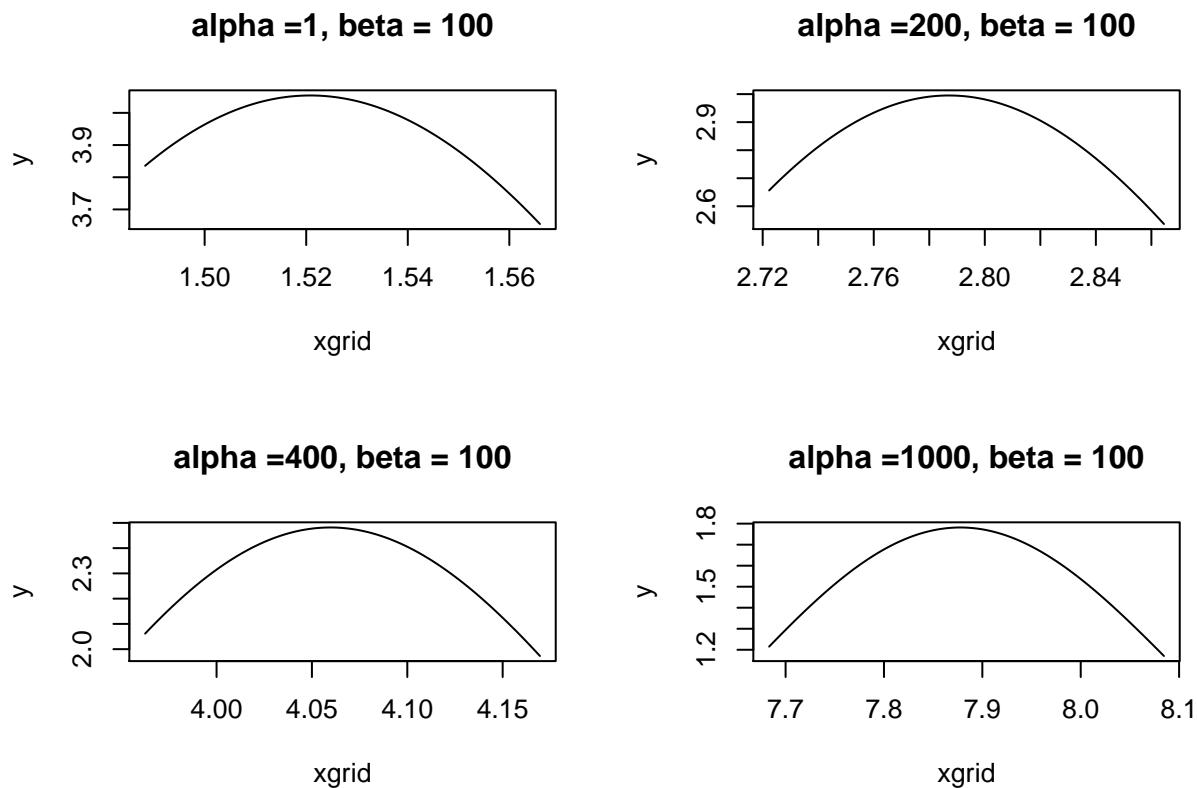 alpha =1, beta = 100
y
3.7 3.9
1.50 1.52 1.54 1.56
xgrid
alpha =200, beta = 100
y
2.6 2.9
2.72 2.76 2.80 2.84
xgrid
alpha =400, beta = 100
y
2.0 2.3
4.00 4.05 4.10 4.15
xgrid
alpha =1000, beta = 100
y
1.2 1.5 1.8
7.7 7.8 7.9 8.0 8.1
xgrid